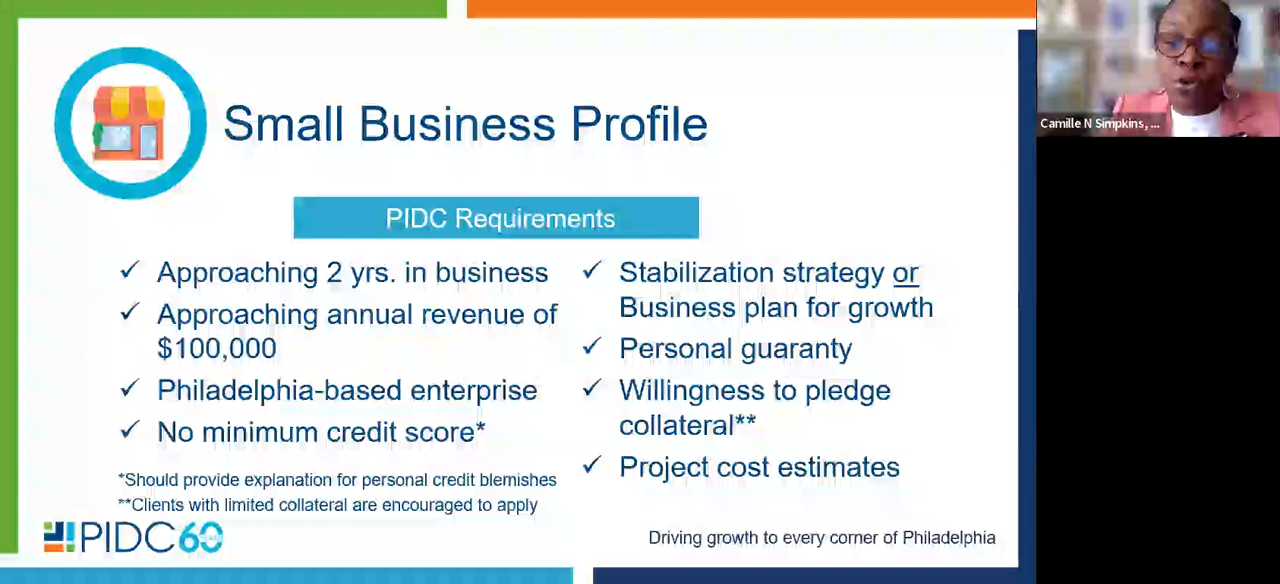 Small Business Profile
PIDC Requirements
✓ Approaching 2 yrs. in business
✓ Approaching annual revenue of
$100,000
✓ Philadelphia-based enterprise
✓ No minimum credit score*
*Should provide explanation for personal credit blemishes
**Clients with limited collateral are encouraged to apply
✓ Stabilization strategy or
Business plan for growth
✓ Personal guaranty
✓ Willingness to pledge
collateral**
✓ Project cost estimates
PIDC60
Driving growth to every corner of Philadelphia
Camille N Simpkins, ...